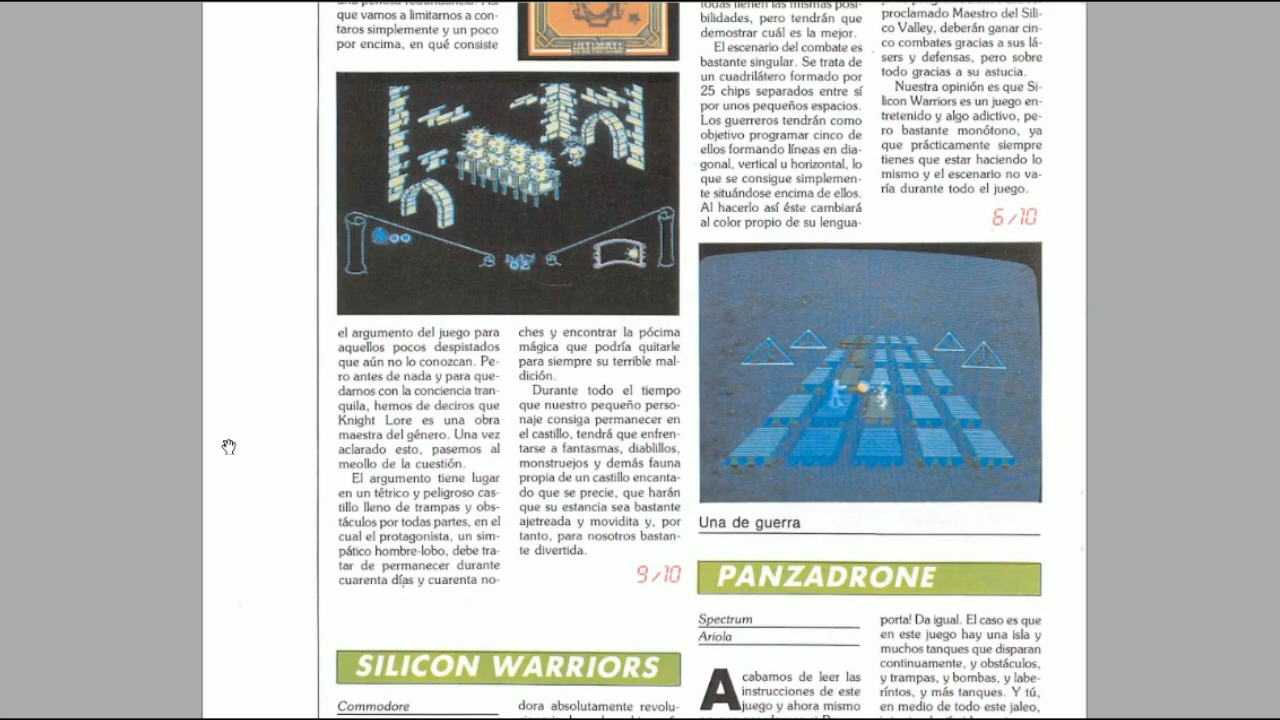 que vamos a limitarnos a con-
taros simplemente y un poco
por encima, en qué consiste
ULTIMATE
el argumento del juego para
aquellos pocos despistados
que aún no lo conozcan. Pe-
ro antes de nada y para que-
damos con la conciencia tran-
quila, hemos de deciros que
Knight Lore es una obra
maestra del género. Una vez
aclarado esto, pasemos al
meollo de la cuestión.
El argumento tiene lugar
en un tétrico y peligroso cas-
tillo lleno de trampas y obs-
táculos por todas partes, en el
cual el protagonista, un sim-
pático hombre-lobo, debe tra-
tar de permanecer durante
cuarenta días y cuarenta no-
ches y encontrar la pócima
mágica que podría quitarle
para siempre su terrible mal-
dición.
Durante todo el tiempo
que nuestro pequeño perso-
naje consiga permanecer en
el castillo, tendrá que enfren-
tarse a fantasmas, diablillos,
monstruejos y demás fauna
propia de un castillo encanta-
do que se precie, que harán
que su estancia sea bastante
ajetreada y movidita y, por
tanto, para nosotros bastan-
te divertida.
9/10
SILICON WARRIORS
Commodore
dora absolutamente revolu-
todas tienen las mismas posi-
bilidades, pero tendrán que
demostrar cuál es la mejor.
El escenario del combate es
bastante singular. Se trata de
un cuadrilátero formado por
25 chips separados entre sí
por unos pequeños espacios.
Los guerreros tendrán como
objetivo programar cinco de
ellos formando líneas en dia-
gonal, vertical u horizontal, lo
que se consigue simplemen-
te situándose encima de ellos.
Al hacerlo así éste cambiará
al color propio de su lengua-
proclamado Maestro del Sili-
co Valley, deberán ganar cin-
co combates gracias a sus lá-
sers y defensas, pero sobre
todo gracias a su astucia.
Nuestra opinión es que Si-
licon Warriors es un juego en-
tretenido y algo adictivo, pe-
ro bastante monótono, ya
que prácticamente siempre
tienes que estar haciendo lo
mismo y el escenario no va-
ría durante todo el juego.
6/10
Una de guerra
PANZADRONE
Spectrum
Ariola
Acabamos de leer las
instrucciones de este
juego y ahora mismo
porta! Da igual. El caso es que
en este juego hay una isla y
muchos tanques que disparan
continuamente, y obstáculos,
y trampas, y bombas, y labe-
ríntos, y más tanques. Y tú,
en medio de todo este jaleo,